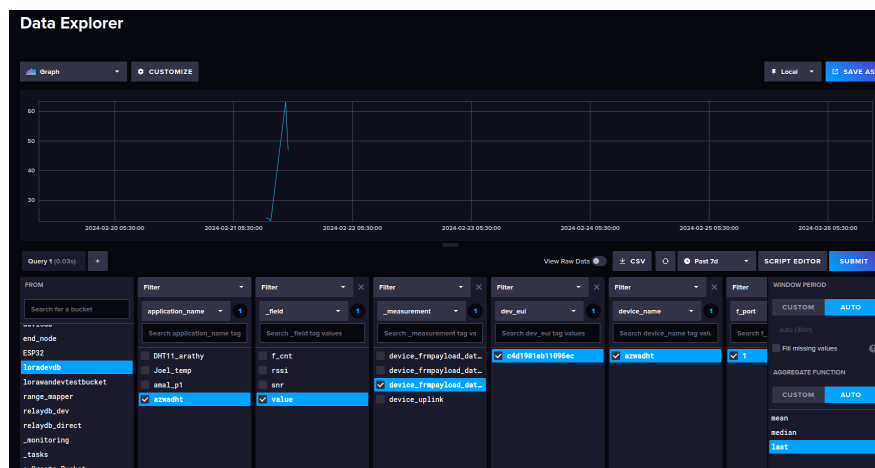 Data Explorer
Graph
CUSTOMIZE
Local
SAVE AS
60
50
40
30
2024-02-20 05:30:00
2024-02-21 05:30:00
2024-02-22 05:30:00
2024-02-23 05:30:00
2024-02-24 05:30:00
2024-02-25 05:30:00
2024-02-26 05:30:00
Query 1 (0.03s)
+
View Raw Data
CSV
Past 7d
SCRIPT EDITOR
SUBMIT
FROM
Search for a bucket
end_node
ESP32
loradevdb
lorawandevtestbucket
range_mapper
relaydb_dev
relaydb_direct
_monitoring
_tasks
Filter
application_name
1
Search application_name tag
DHT11_arathy
Joel_temp
amal_p1
azwadht
Filter
_field
1
Search _field tag values
f_cnt
rssi
snr
value
Filter
_measurement
1
Search _measurement tag va
device_frmpayload_dat…
device_frmpayload_dat…
device_frmpayload_dat…
device_uplink
Filter
dev_eui
1
Search dev_eui tag values
c4d1981eb11096ec
Filter
device_name
1
Search device_name tag valu
azwadht
Filter
f_port
Search f_
1
WINDOW PERIOD
CUSTOM
AUTO
auto (30m)
Fill missing values
AGGREGATE FUNCTION
CUSTOM
AUTO
mean
median
last